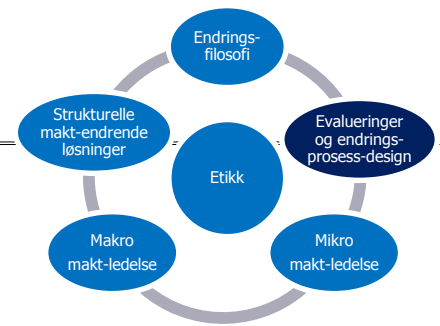 Endrings-
filosofi
Strukturelle
makt-endrende
løsninger
Evalueringer
og endrings-
prosess-design
Etikk
Makro
makt-ledelse
Mikro
makt-ledelse